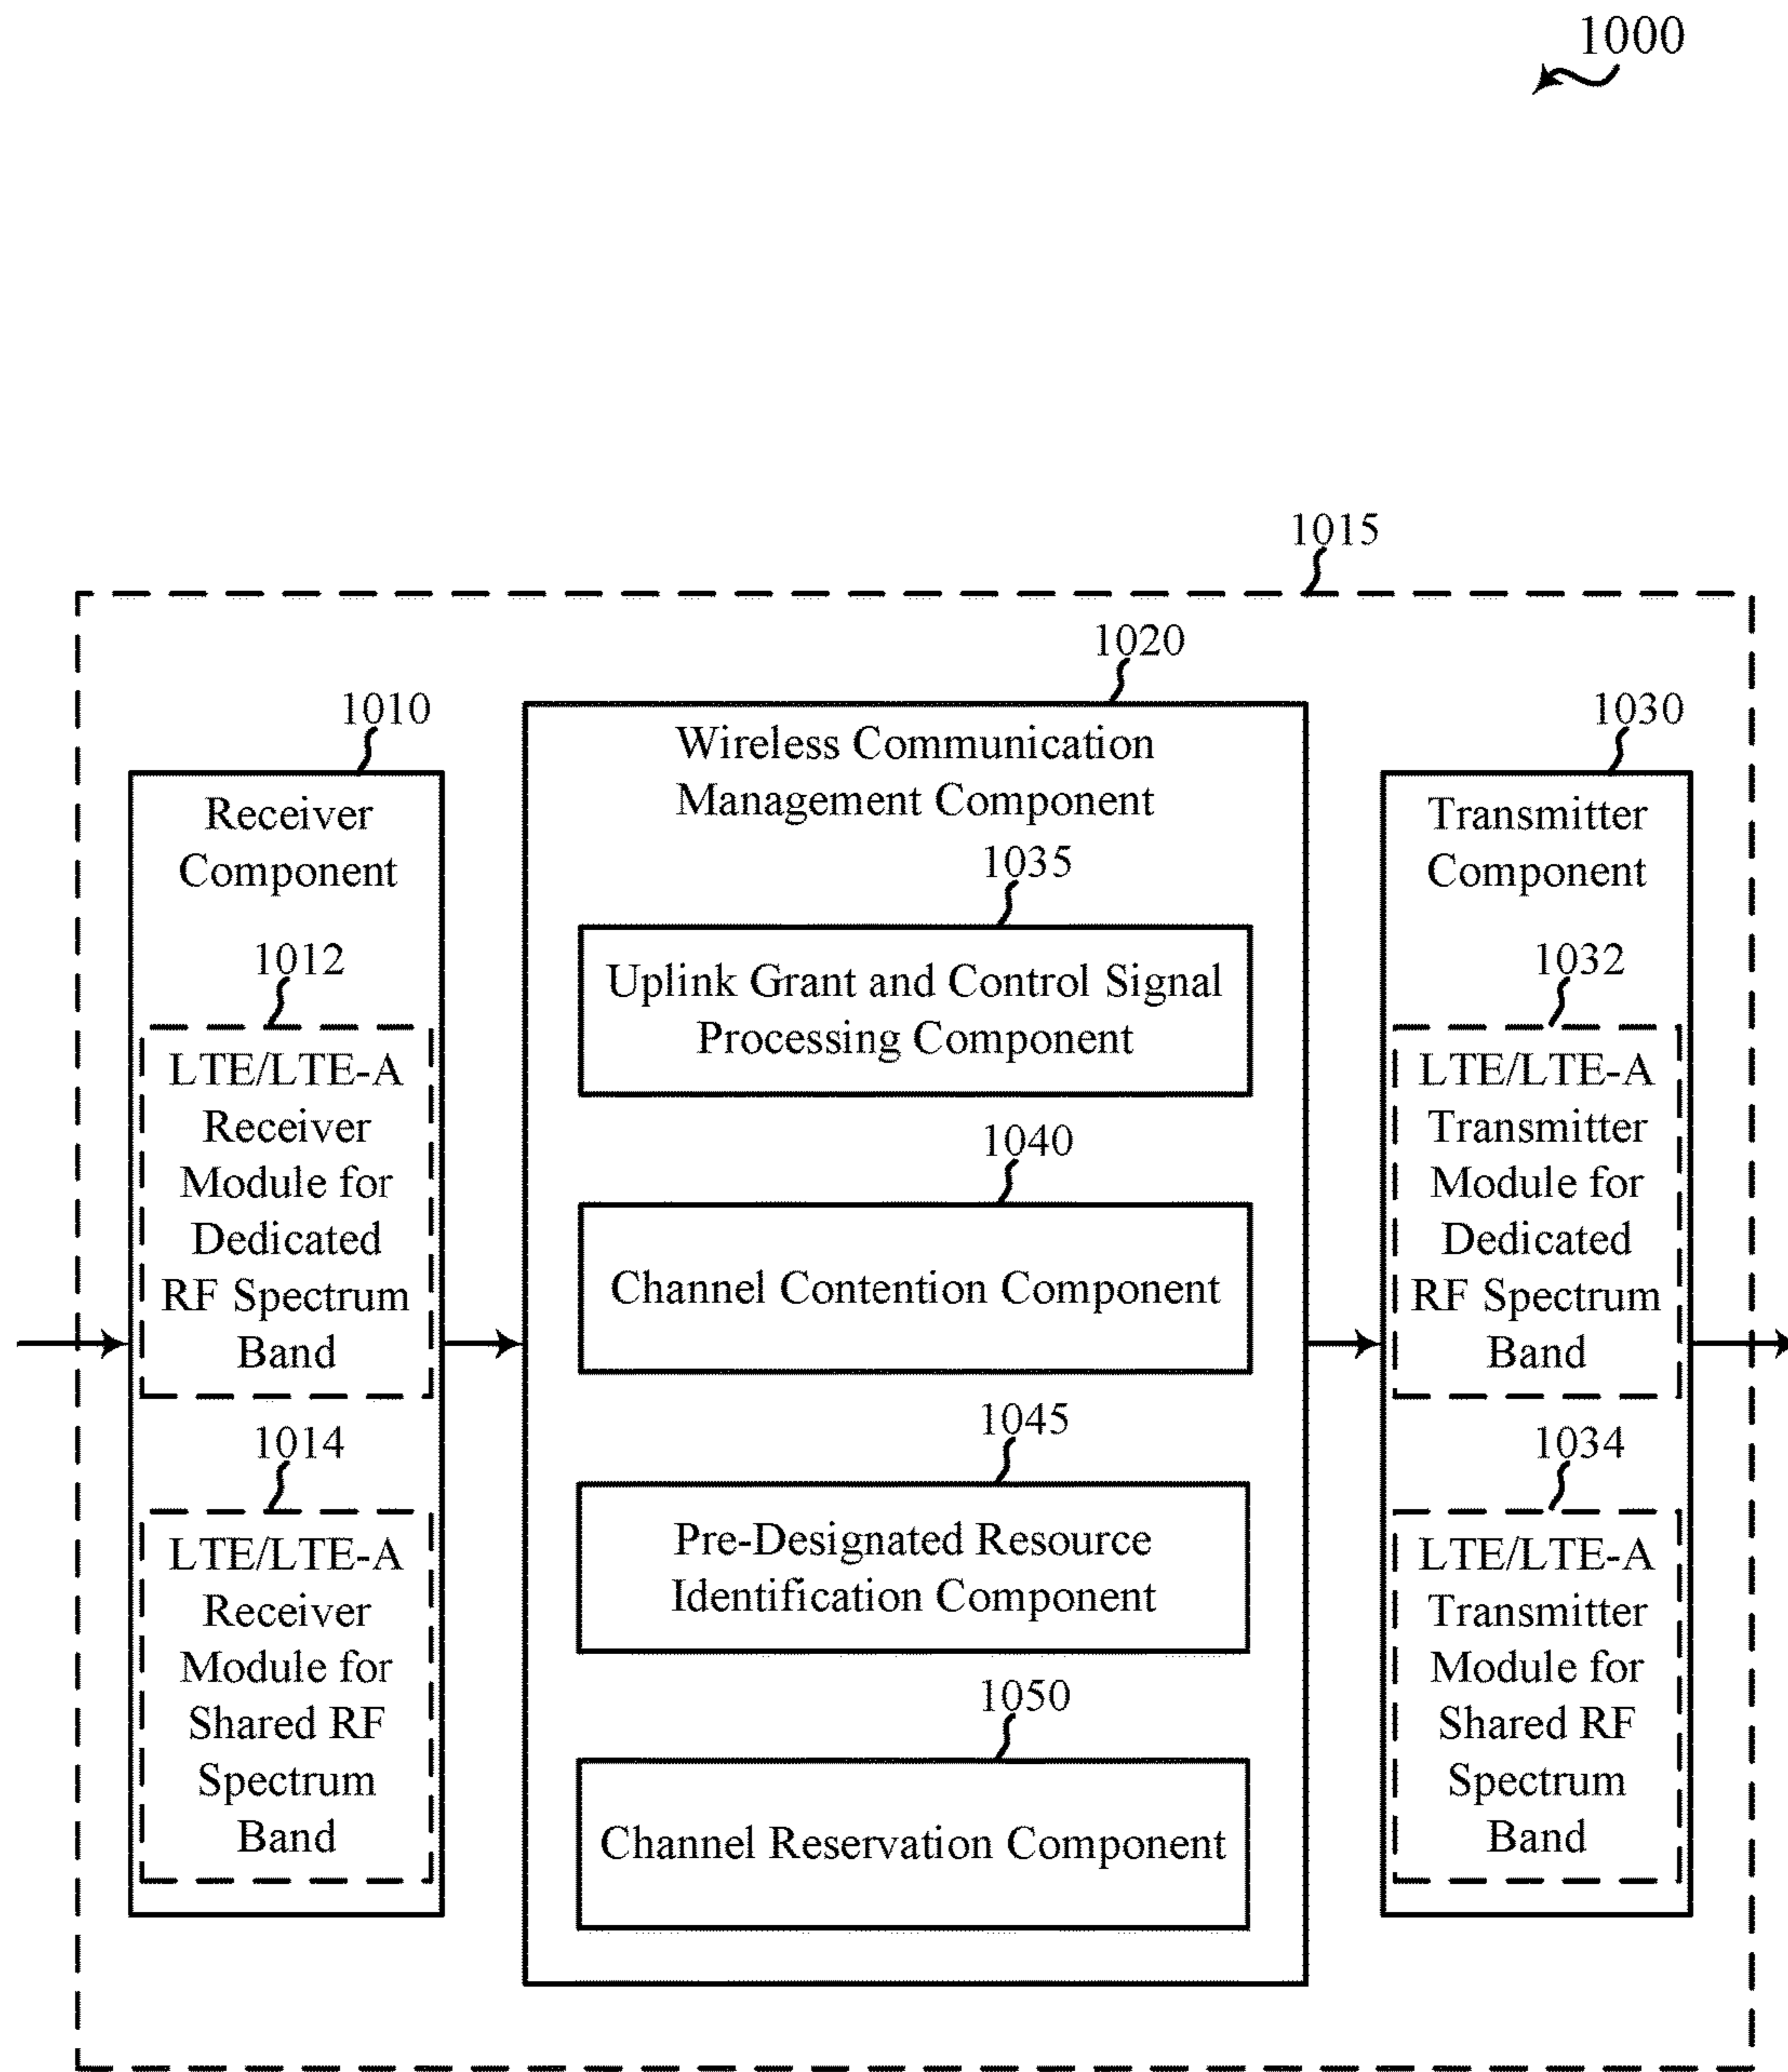 1000
1015
1020
1010
1030
Receiver
Component
1012
LTE/LTE-A
Receiver
Module for
Dedicated
RF Spectrum
Band
1014
LTE/LTE-A
Receiver
Module for
Shared RF
Spectrum
Band
Wireless Communication
Management Component
1035
Uplink Grant and Control Signal
Processing Component
1040
Channel Contention Component
1045
Pre-Designated Resource
Identification Component
1050
Channel Reservation Component
Transmitter
Component
1032
LTE/LTE-A
Transmitter
Module for
Dedicated
RF Spectrum
Band
1034
LTE/LTE-A
Transmitter
Module for
Shared RF
Spectrum
Band